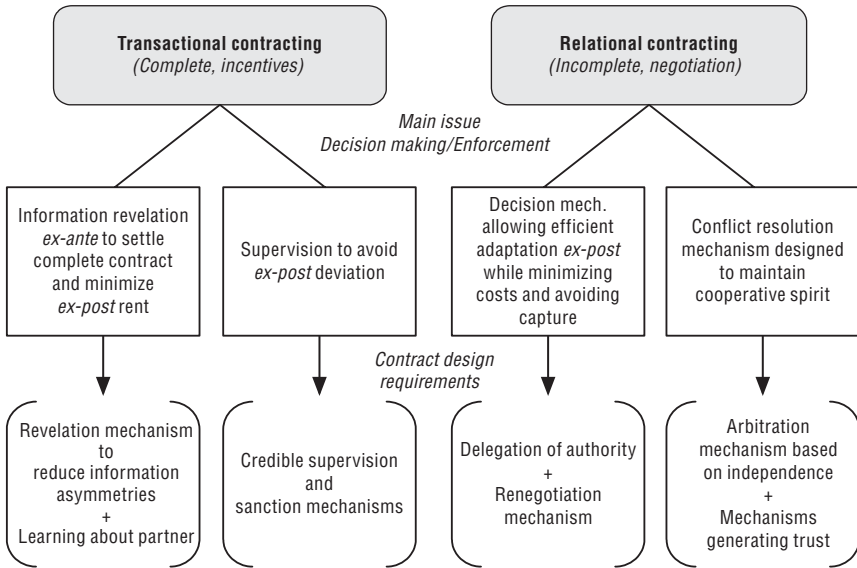 Transactional contracting
(Complete, incentives)
Relational contracting
(Incomplete, negotiation)
Main issue
Decision making/Enforcement
Information revelation
ex-ante to settle
complete contract
and minimize
ex-post rent
Supervision to avoid
ex-post deviation
Decision mech.
allowing efficient
adaptation ex-post
while minimizing
costs and avoiding
capture
Conflict resolution
mechanism designed
to maintain
cooperative spirit
Contract design
requirements
Revelation mechanism
to
reduce information
asymmetries
+
Learning about partner
Credible supervision
and
sanction mechanisms
Delegation of authority
+
Renegotiation
mechanism
Arbitration
mechanism based
on independence
+
Mechanisms
generating trust